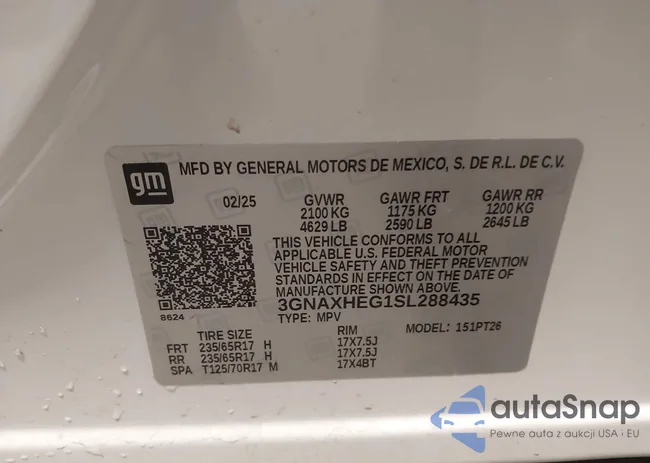 gm
MFD BY GENERAL MOTORS DE MEXICO, S. DE R.L. DE C.V.
02/25 GVWR GAWR FRT GAWR RR
2100 KG 1175 KG 1200 KG
4629 LB 2590 LB 2645 LB
THIS VEHICLE CONFORMS TO ALL
APPLICABLE U.S. FEDERAL MOTOR
VEHICLE SAFETY AND THEFT PREVENTION
STANDARDS IN EFFECT ON THE DATE OF
MANUFACTURE SHOWN ABOVE.
8624 3GNAXHEG1SL288435
TYPE: MPV MODEL: 151PT26
TIRE SIZE RIM
FRT 235/65R17 H 17X7.5J
RR 235/65R17 H 17X7.5J
SPA T125/70R17 M 17X4BT
autaSnap
Pewne auta z aukcji USA i EU